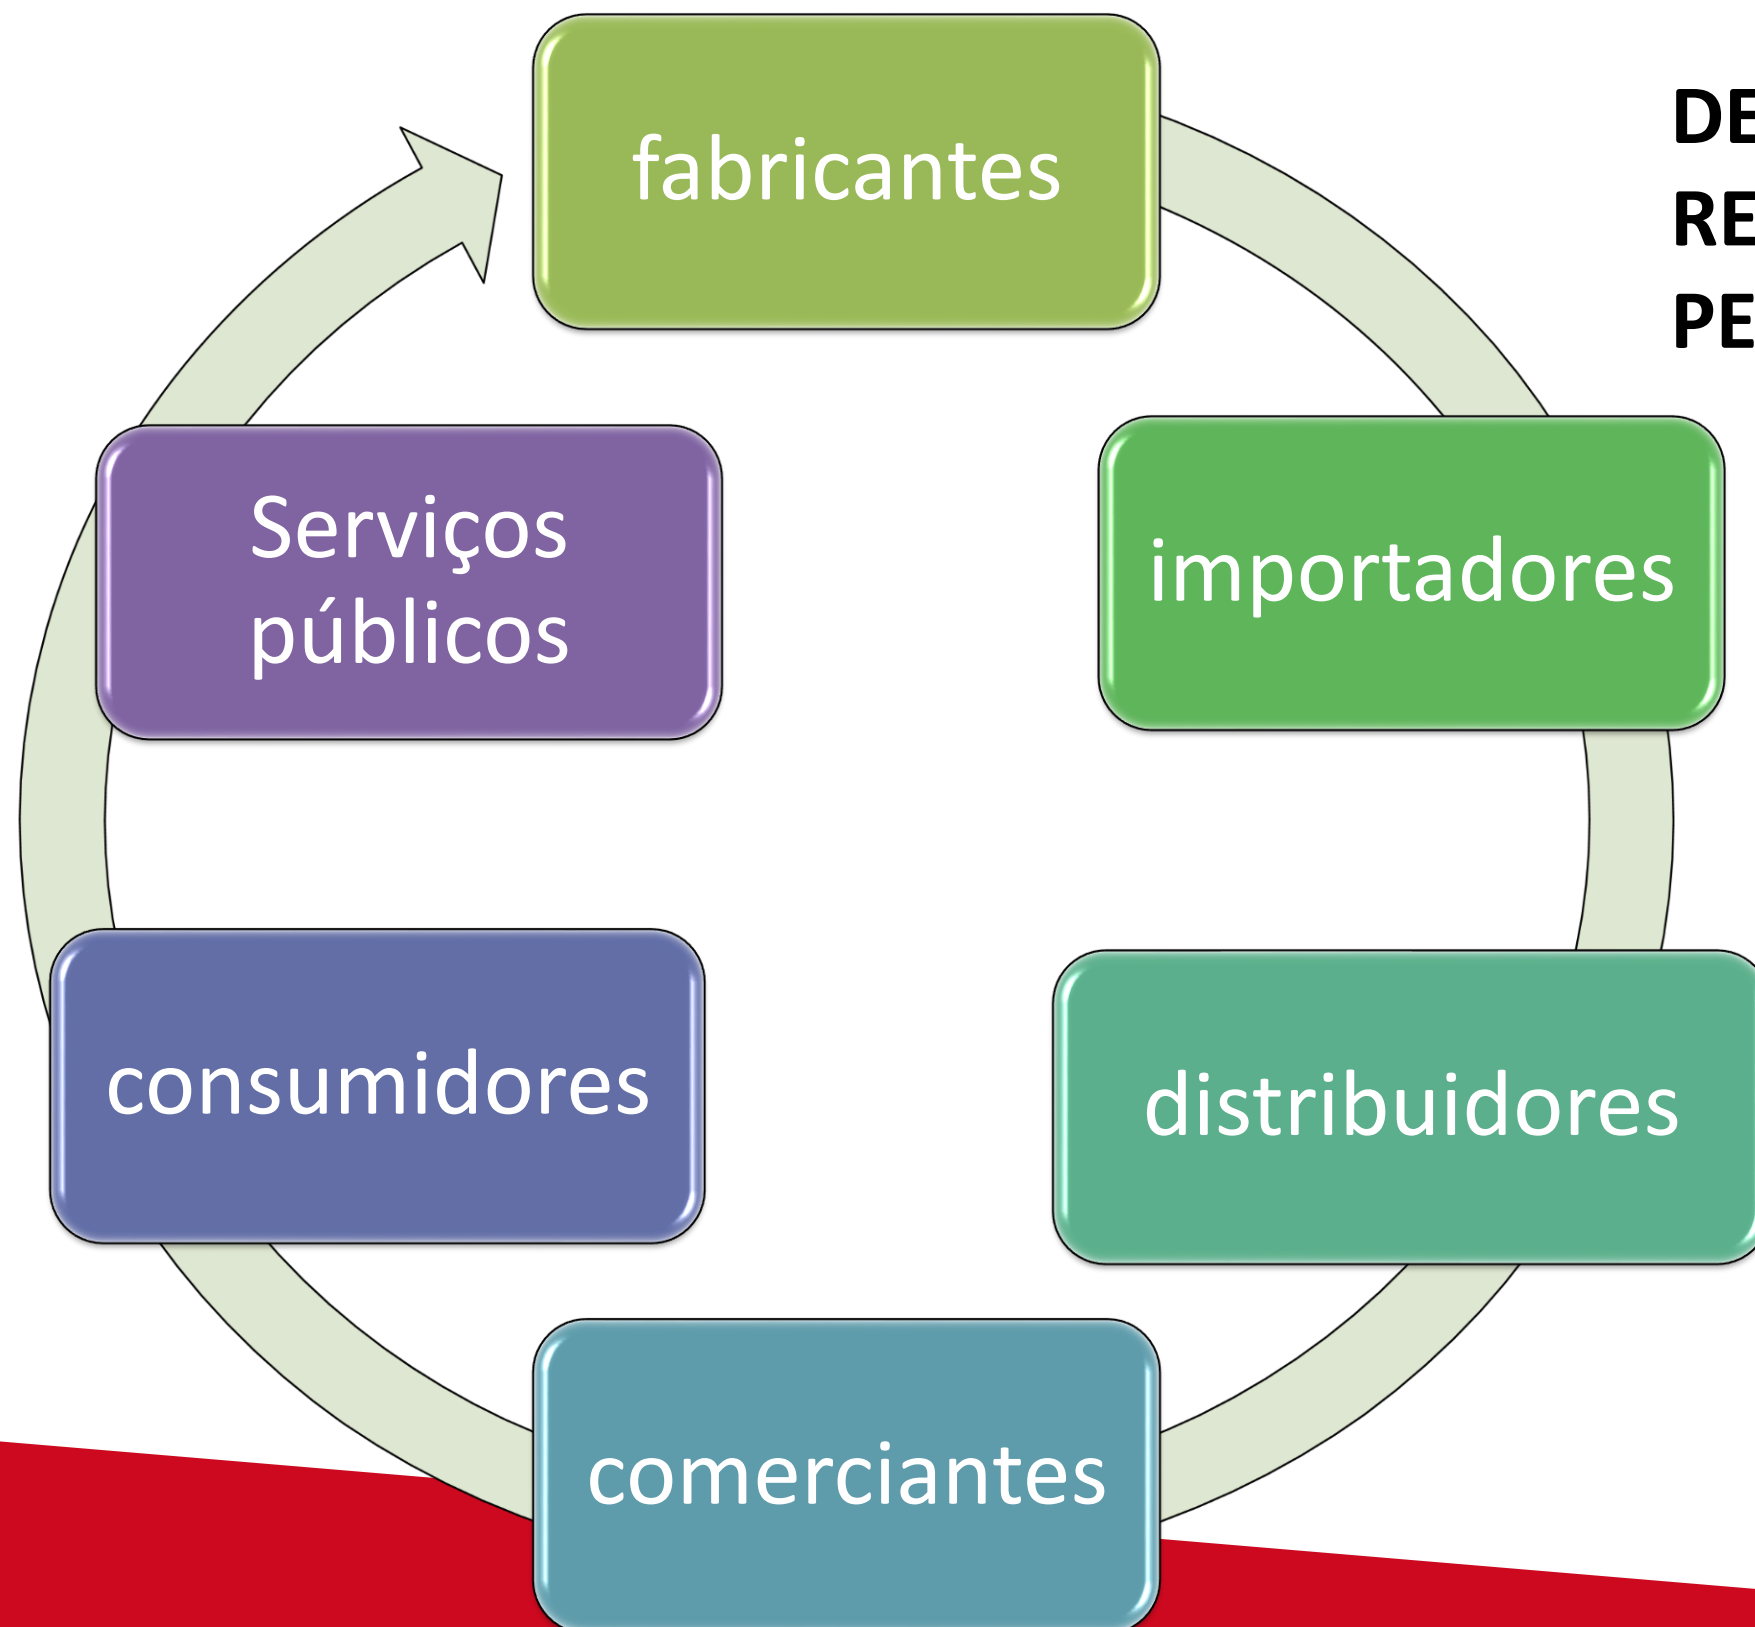 fabricantes
DE
RE
PE
importadores
distribuidores
comerciantes
consumidores
Serviços
públicos